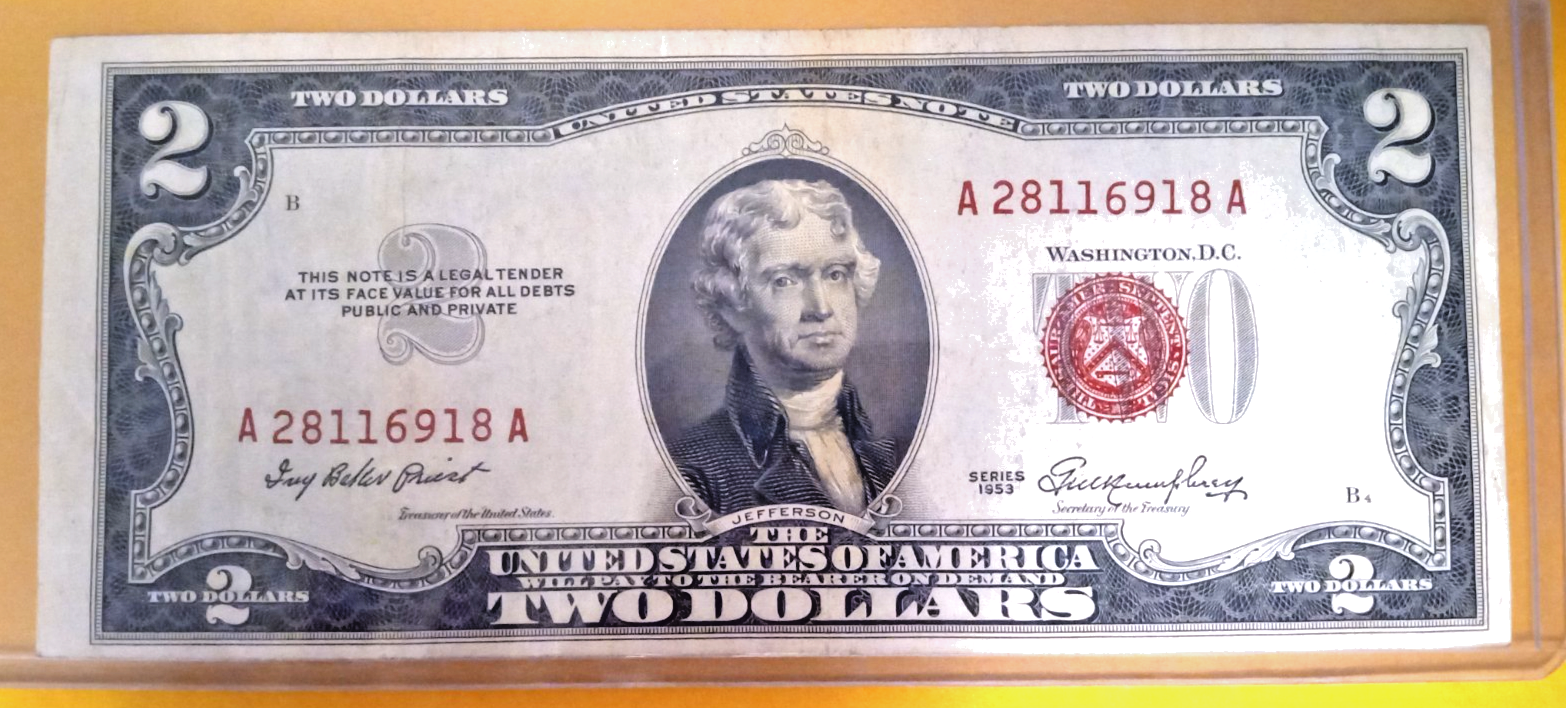 TWO DOLLARS
UNITED STATES NOTE
TWO DOLLARS
2
2
B
A 28116918 A
2
WASHINGTON, D.C.
THIS NOTE IS A LEGAL TENDER
AT ITS FACE VALUE FOR ALL DEBTS
PUBLIC AND PRIVATE
TWO
A 28116918 A
Ivy Baker Priest
Treasurer of the United States.
SERIES
1953
G.M. Humphrey
Secretary of the Treasury
B 4
JEFFERSON
THE
UNITED STATES OF AMERICA
WILL PAY TO THE BEARER ON DEMAND
TWO DOLLARS
2
TWO DOLLARS
2
TWO DOLLARS